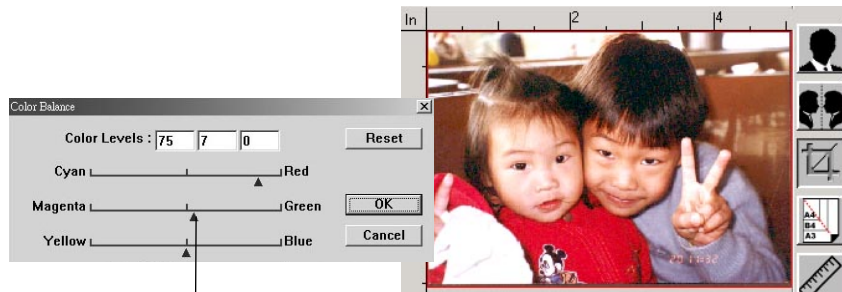 In 2 4
Color Balance
Color Levels : 75 7 0 Reset
Cyan Red
Magenta Green OK
Yellow Blue Cancel
A4
B4
A3